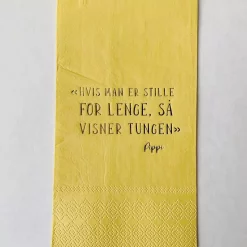 «HVIS MAN ER STILLE
FOR LENGE, SÅ
VISNER TUNGEN»
Pippi